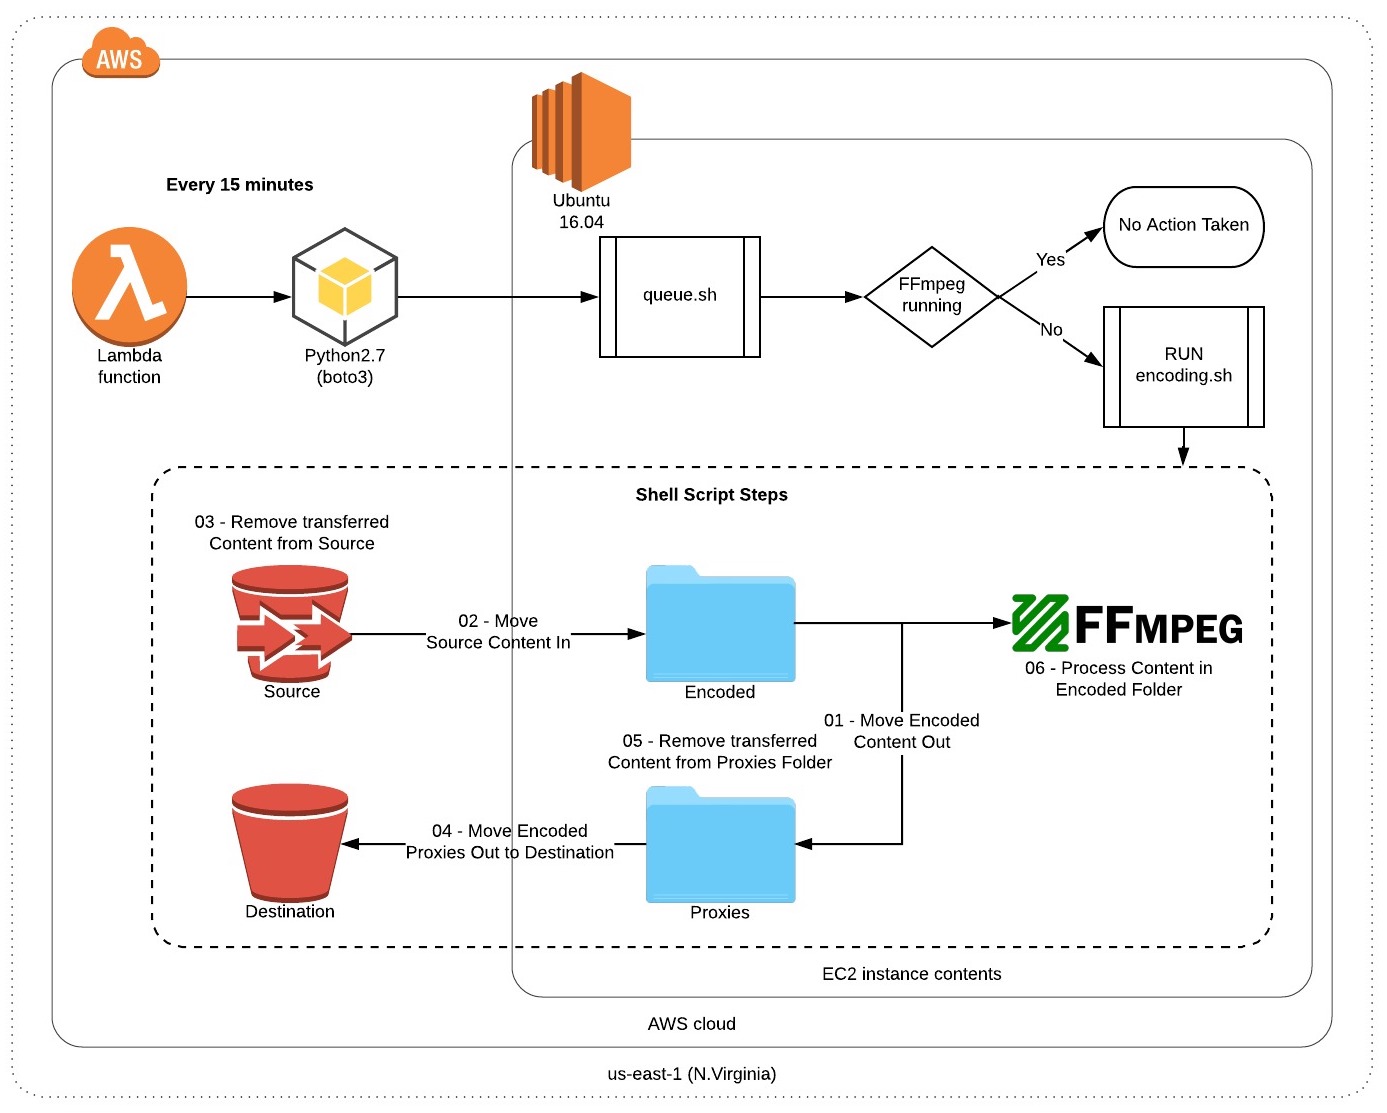 AWS
Every 15 minutes
Ubuntu
16.04
No Action Taken
Yes
FFmpeg
running
queue.sh
No
RUN
encoding.sh
Lambda
function
Python2.7
(boto3)
Shell Script Steps
03 - Remove transferred
Content from Source
02 - Move
Source Content In
Source
Encoded
FFMPEG
06 - Process Content in
Encoded Folder
01 - Move Encoded
Content Out
05 - Remove transferred
Content from Proxies Folder
04 - Move Encoded
Proxies Out to Destination
Destination
Proxies
EC2 instance contents
AWS cloud
us-east-1 (N.Virginia)